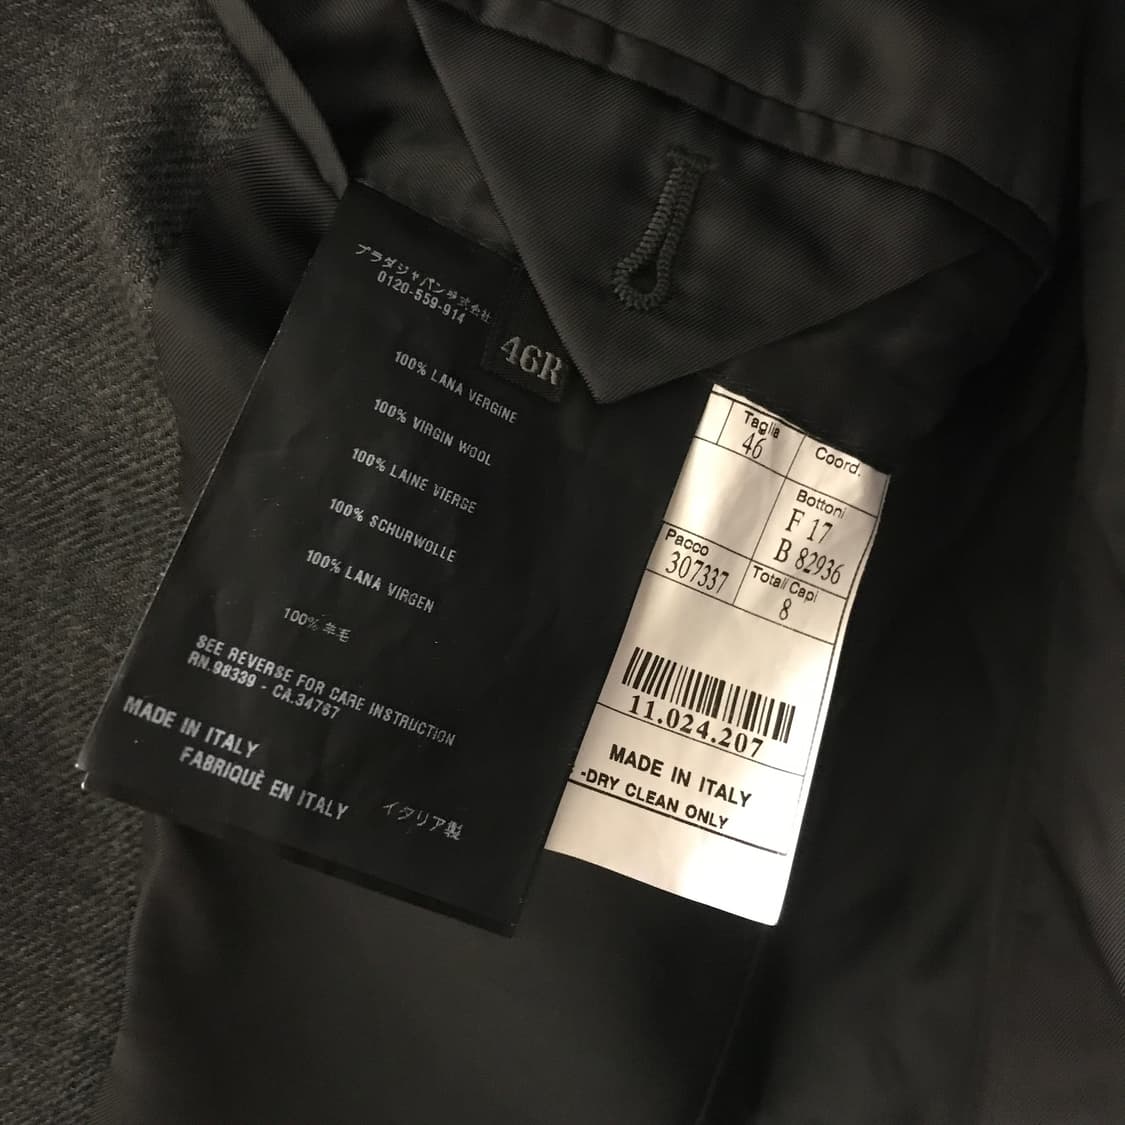 プラダジャパン株式会社
0120-559-914
46R
100% LANA VERGINE
100% VIRGIN WOOL
100% LAINE VIERGE
100% SCHURWOLLE
100% LANA VIRGEN
100% 羊毛
SEE REVERSE FOR CARE INSTRUCTION
RN.98339 - CA.34767
MADE IN ITALY
FABRIQUÈ EN ITALY
イタリア製
Taglia
46
Coord.
Bottoni
F 17
B 82936
Pacco
307337
Totali Capi
8
11.024.207
MADE IN ITALY
-DRY CLEAN ONLY